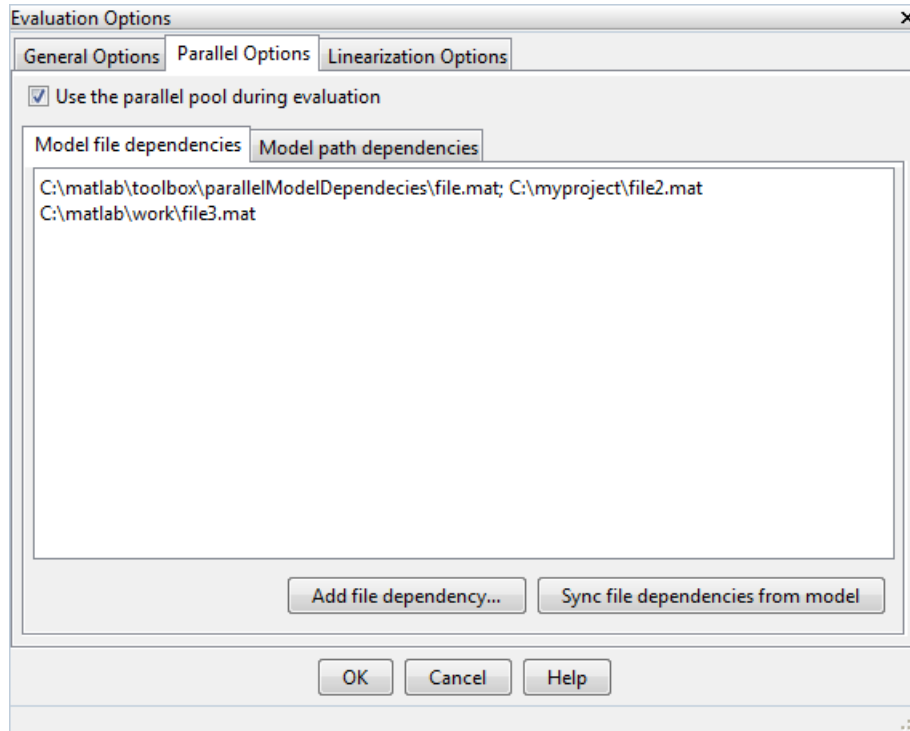 Evaluation Options
General Options Parallel Options Linearization Options
Use the parallel pool during evaluation
Model file dependencies Model path dependencies
C:\matlab\toolbox\parallelModelDependecies\file.mat; C:\myproject\file2.mat
C:\matlab\work\file3.mat
Add file dependency... Sync file dependencies from model
OK Cancel Help